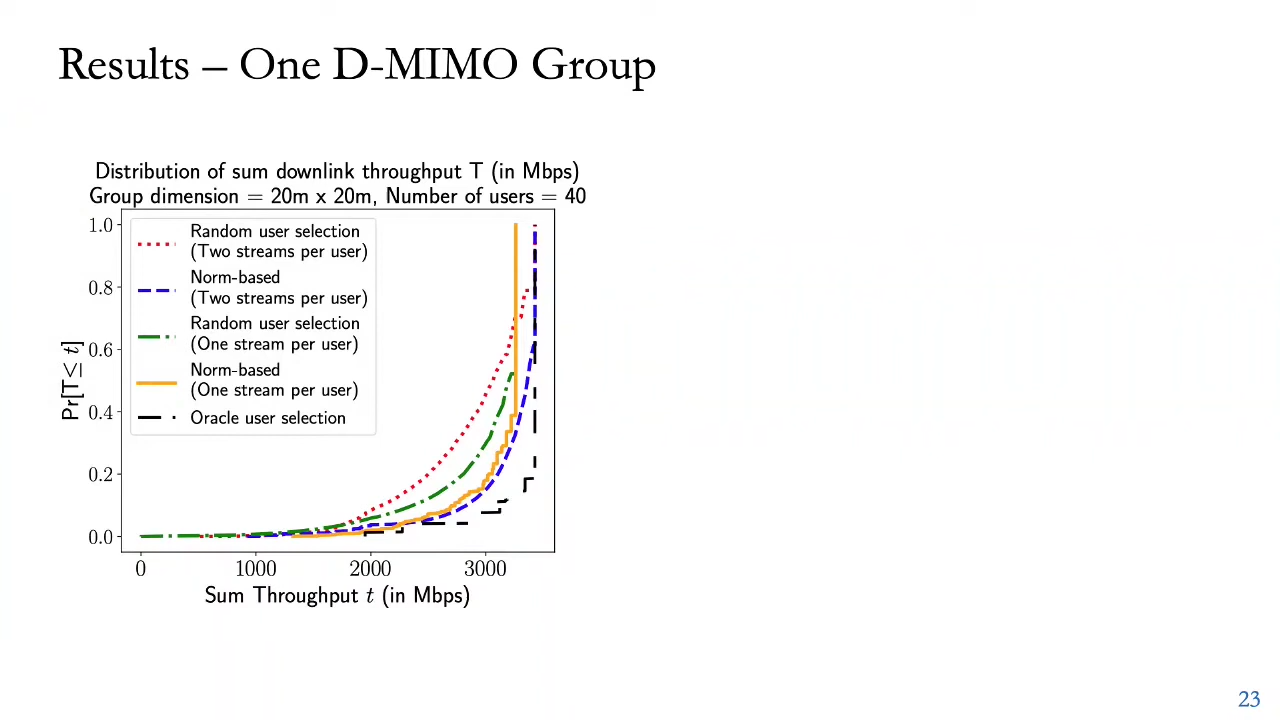 Results – One D-MIMO Group
Distribution of sum downlink throughput T (in Mbps)
Group dimension = 20m x 20m, Number of users = 40
Random user selection
(Two streams per user)
Norm-based
(Two streams per user)
Random user selection
(One stream per user)
Norm-based
(One stream per user)
Oracle user selection
1.0
0.8
0.6
0.4
0.2
0.0
Pr[T≤ t]
0 1000 2000 3000
Sum Throughput t (in Mbps)
23